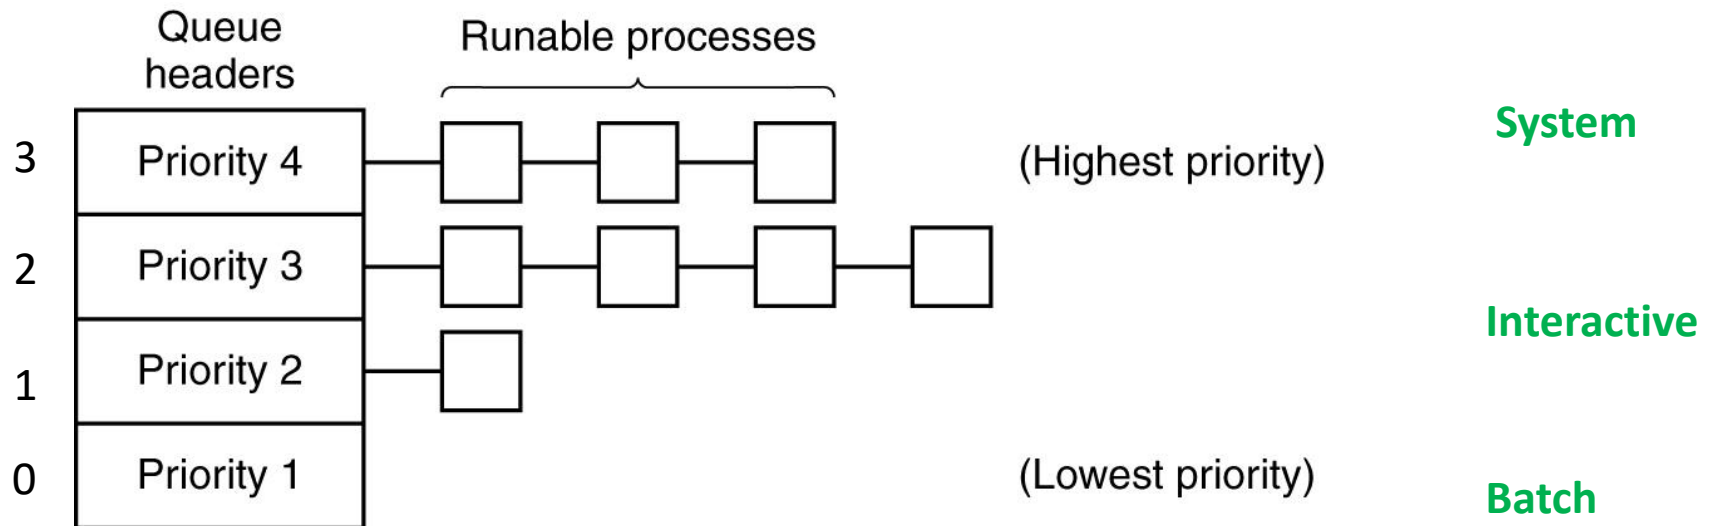 Queue
headers
Runable processes
System
3
Priority 4
(Highest priority)
2
Priority 3
Interactive
1
Priority 2
0
Priority 1
(Lowest priority)
Batch